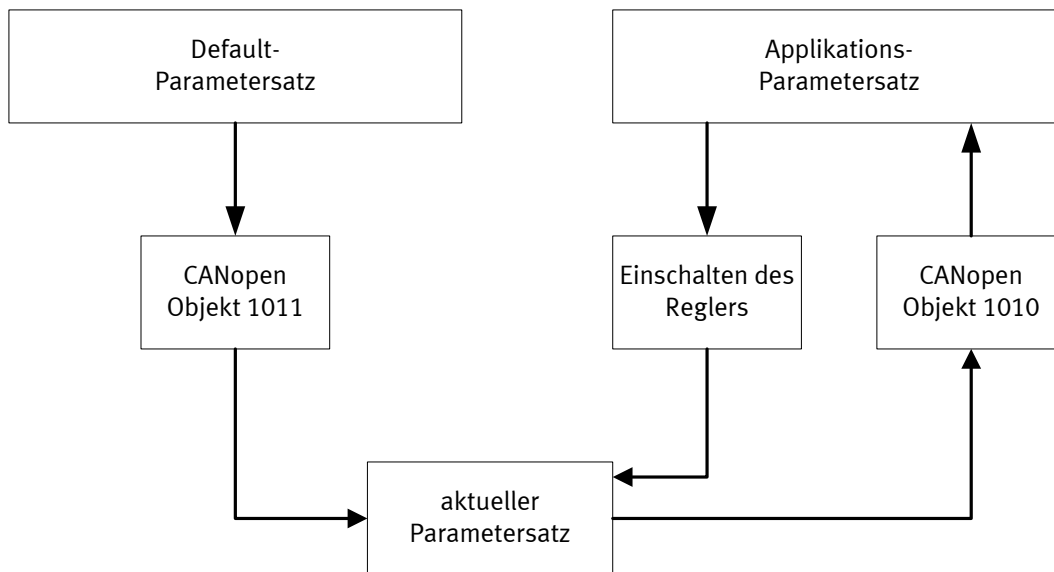 Default-
Parametersatz
Applikations-
Parametersatz
CANopen
Objekt 1011
Einschalten des
Reglers
CANopen
Objekt 1010
aktueller
Parametersatz